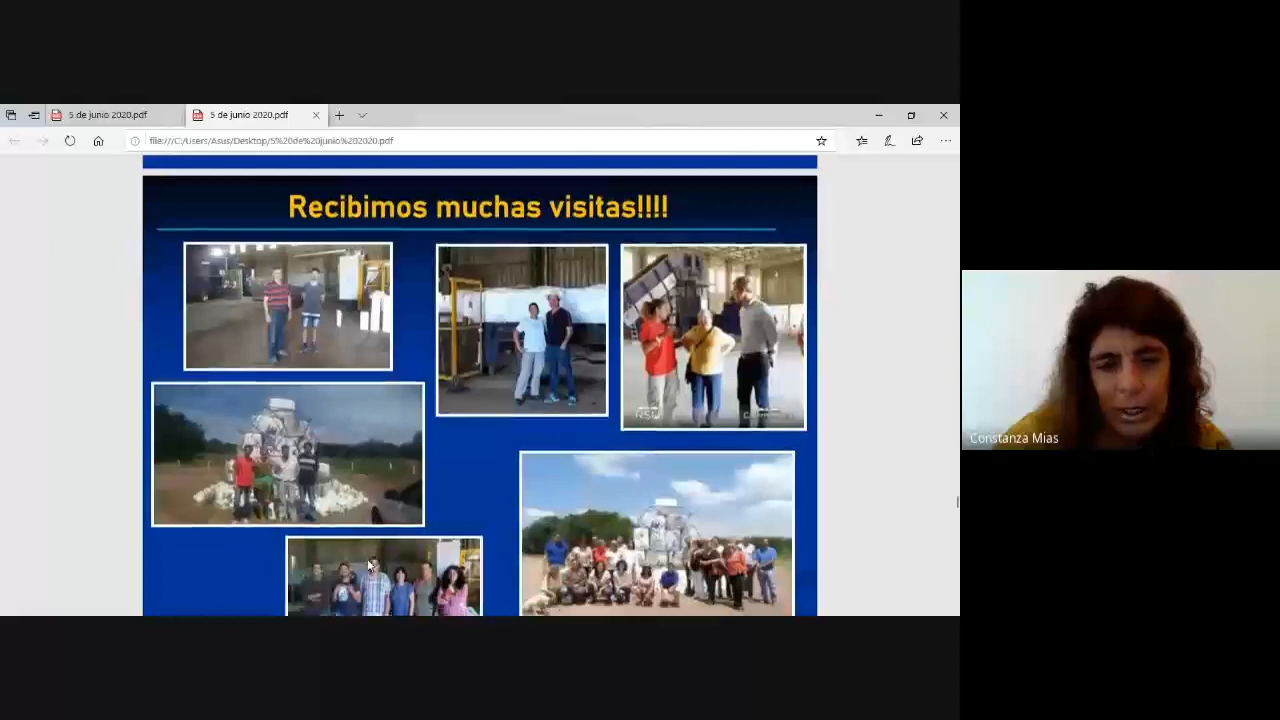 5 de junio 2020.pdf
5 de junio 2020.pdf
file:///C:/Users/Asus/Desktop/5%20de%20junio%202020.pdf
Recibimos muchas visitas!!!!
Constanza Mias